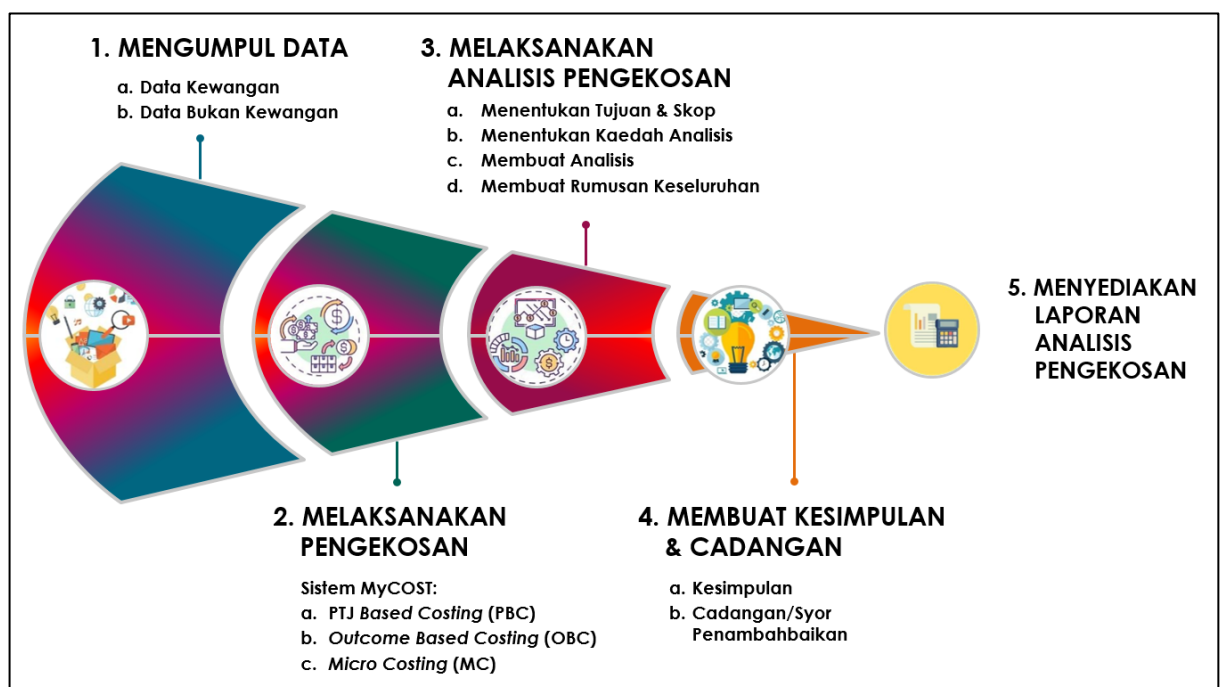 1. MENGUMPUL DATA
a. Data Kewangan
b. Data Bukan Kewangan
3. MELAKSANAKAN
ANALISIS PENGEKOSAN
a. Menentukan Tujuan & Skop
b. Menentukan Kaedah Analisis
c. Membuat Analisis
d. Membuat Rumusan Keseluruhan
5. MENYEDIAKAN
LAPORAN
ANALISIS
PENGEKOSAN
2. MELAKSANAKAN
PENGEKOSAN
Sistem MyCOST:
a. PTJ Based Costing (PBC)
b. Outcome Based Costing (OBC)
c. Micro Costing (MC)
4. MEMBUAT KESIMPULAN
& CADANGAN
a. Kesimpulan
b. Cadangan/Syor
Penambahbaikan